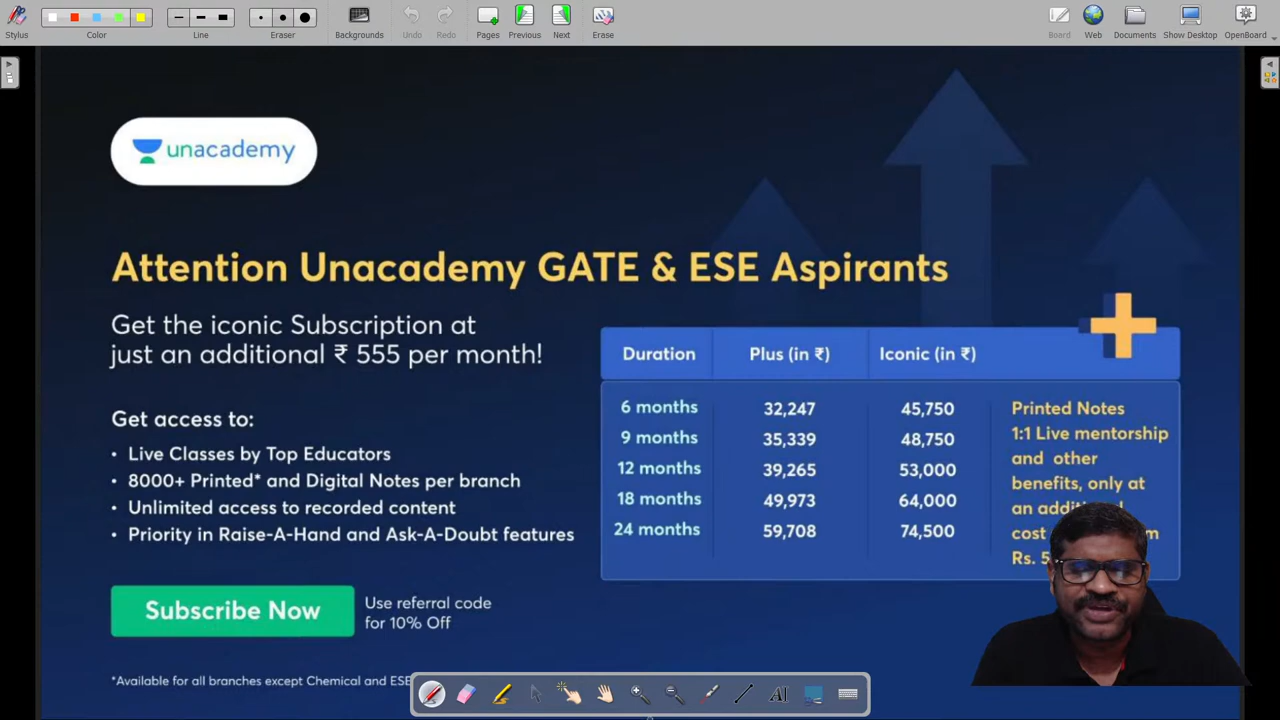 Stylus
Color
Line
Eraser
Backgrounds
Undo
Redo
Pages
Previous
Next
Erase
Board
Web
Documents
Show Desktop
OpenBoard
unacademy
Attention Unacademy GATE & ESE Aspirants
Get the iconic Subscription at
just an additional ₹ 555 per month!
Get access to:
• Live Classes by Top Educators
• 8000+ Printed* and Digital Notes per branch
• Unlimited access to recorded content
• Priority in Raise-A-Hand and Ask-A-Doubt features
Subscribe Now
Use referral code
for 10% Off
*Available for all branches except Chemical and ESE
Duration Plus (in ₹) Iconic (in ₹)
6 months 32,247 45,750
9 months 35,339 48,750
12 months 39,265 53,000
18 months 49,973 64,000
24 months 59,708 74,500
Printed Notes
1:1 Live mentorship
and other
benefits, only at
an
cost
Rs.
AI